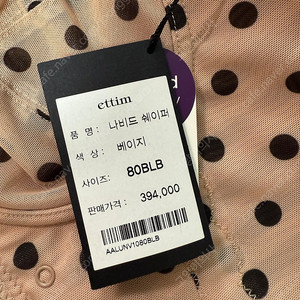 ettim
품 명 : 나비드 쉐이퍼
색 상 : 베이지
사이즈: 80BLB
판매가격 : 394,000
AALUNV1080BLB